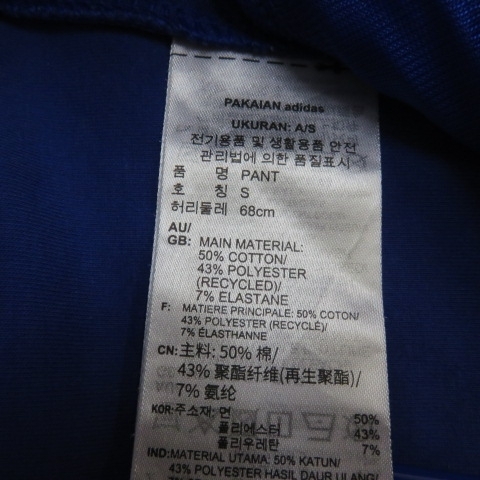 PAKAIAN adidas
UKURAN: A/S
전기용품 및 생활용품 안전
관리법에 의한 품질표시
품 명 PANT
호 칭 S
허리둘레 68cm
AU/
GB: MAIN MATERIAL:
50% COTTON/
43% POLYESTER
(RECYCLED)/
7% ELASTANE
F: MATIERE PRINCIPALE: 50% COTON/
43% POLYESTER (RECYCLÉ)/
7% ÉLASTHANNE
CN: 主料: 50% 棉/
43% 聚酯纤维(再生聚酯)/
7% 氨纶
KOR: 주소재: 면 50%
폴리에스터 43%
폴리우레탄 7%
IND: MATERIAL UTAMA: 50% KATUN/
43% POLYESTER HASIL DAUR ULANG/